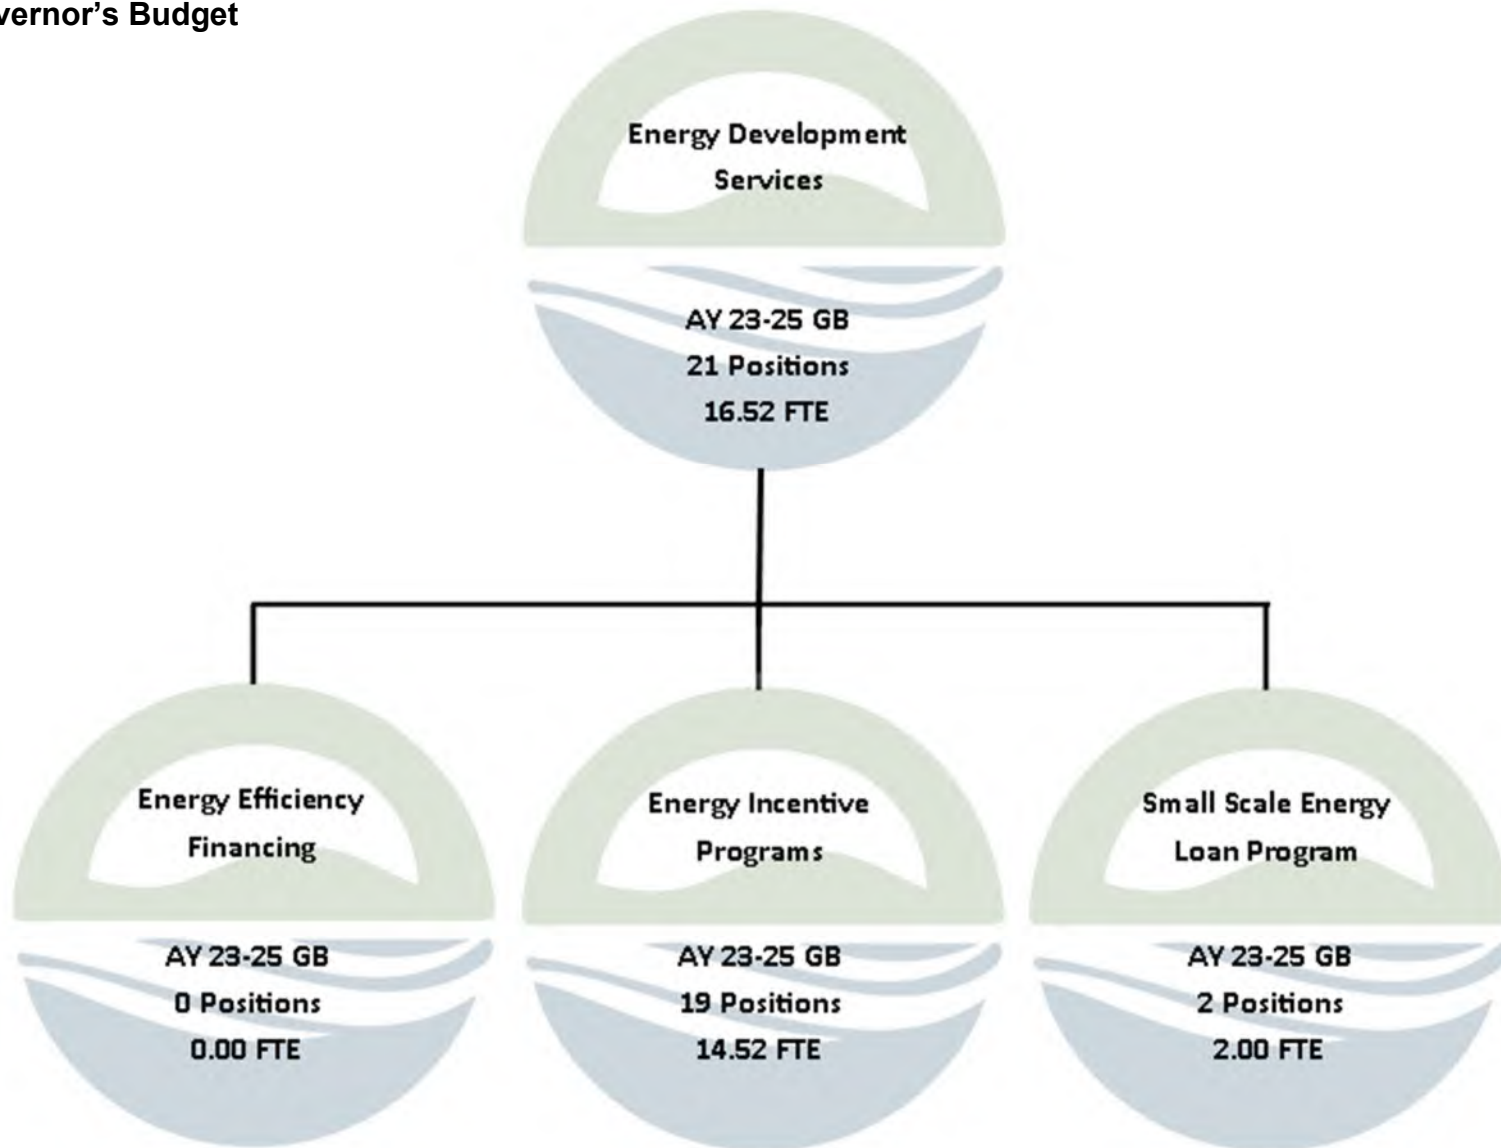 vernor’s Budget
Energy Development
Services
AY 23-25 GB
21 Positions
16.52 FTE
Energy Efficiency
Financing
AY 23-25 GB
0 Positions
0.00 FTE
Energy Incentive
Programs
AY 23-25 GB
19 Positions
14.52 FTE
Small Scale Energy
Loan Program
AY 23-25 GB
2 Positions
2.00 FTE